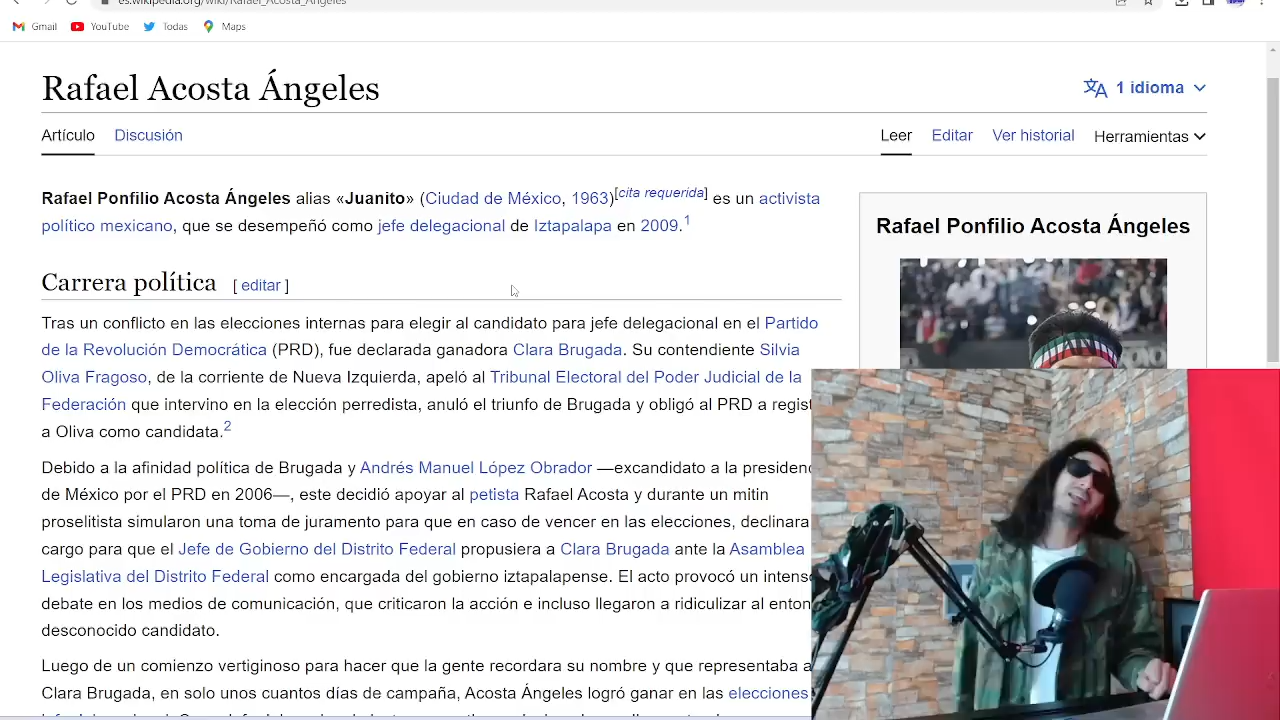 es.wikipedia.org/wiki/Rafael_Acosta_Ángeles
Gmail YouTube Todas Maps
Rafael Acosta Ángeles
1 idioma
Artículo Discusión Leer Editar Ver historial Herramientas
Rafael Ponfilio Acosta Ángeles alias «Juanito» (Ciudad de México, 1963)[cita requerida] es un activista
político mexicano, que se desempeñó como jefe delegacional de Iztapalapa en 2009.1
Rafael Ponfilio Acosta Ángeles
Carrera política [ editar ]
Tras un conflicto en las elecciones internas para elegir al candidato para jefe delegacional en el Partido
de la Revolución Democrática (PRD), fue declarada ganadora Clara Brugada. Su contendiente Silvia
Oliva Fragoso, de la corriente de Nueva Izquierda, apeló al Tribunal Electoral del Poder Judicial de la
Federación que intervino en la elección perredista, anuló el triunfo de Brugada y obligó al PRD a regist
a Oliva como candidata.2
Debido a la afinidad política de Brugada y Andrés Manuel López Obrador —excandidato a la presidenc
de México por el PRD en 2006—, este decidió apoyar al petista Rafael Acosta y durante un mitin
proselitista simularon una toma de juramento para que en caso de vencer en las elecciones, declinara
cargo para que el Jefe de Gobierno del Distrito Federal propusiera a Clara Brugada ante la Asamblea
Legislativa del Distrito Federal como encargada del gobierno iztapalapense. El acto provocó un intenso
debate en los medios de comunicación, que criticaron la acción e incluso llegaron a ridiculizar al enton
desconocido candidato.
Luego de un comienzo vertiginoso para hacer que la gente recordara su nombre y que representaba a
Clara Brugada, en solo unos cuantos días de campaña, Acosta Ángeles logró ganar en las elecciones